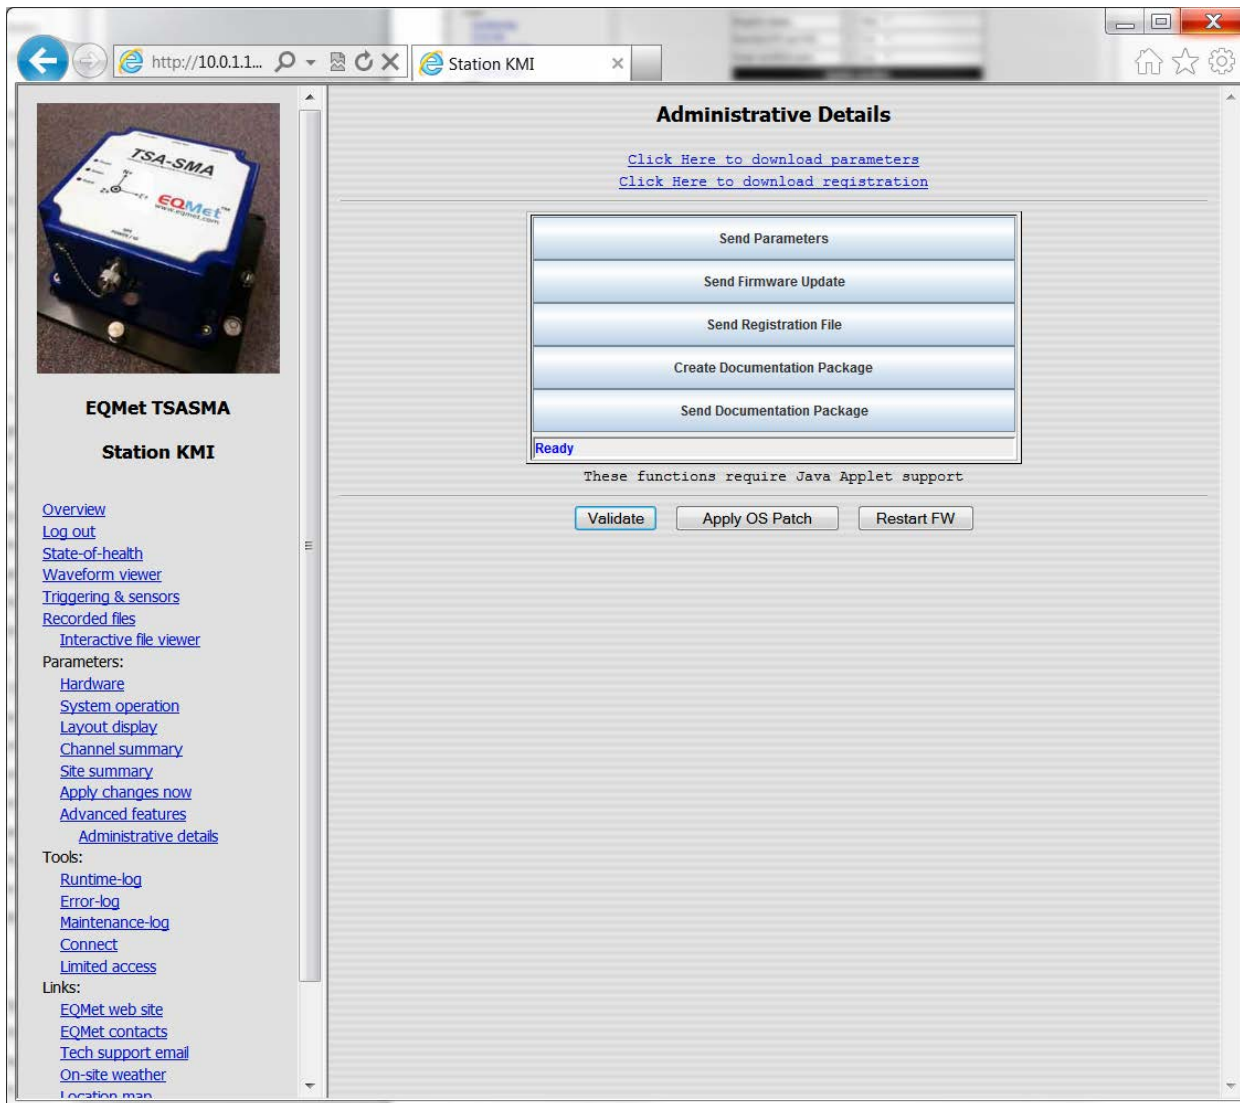 http://10.0.1.1...
Station KMI
TSA-SMA
EQMet
www.eqmet.com
EQMet TSASMA
Station KMI
Overview
Log out
State-of-health
Waveform viewer
Triggering & sensors
Recorded files
Interactive file viewer
Parameters:
Hardware
System operation
Layout display
Channel summary
Site summary
Apply changes now
Advanced features
Administrative details
Tools:
Runtime-log
Error-log
Maintenance-log
Connect
Limited access
Links:
EQMet web site
EQMet contacts
Tech support email
On-site weather
Location map
Administrative Details
Click Here to download parameters
Click Here to download registration
Send Parameters
Send Firmware Update
Send Registration File
Create Documentation Package
Send Documentation Package
Ready
These functions require Java Applet support
Validate
Apply OS Patch
Restart FW